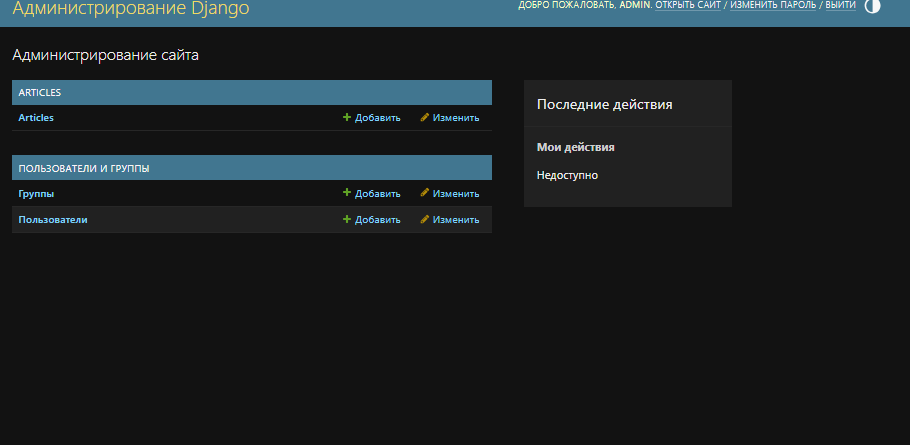 Администрирование Django
ДОБРО ПОЖАЛОВАТЬ, ADMIN. ОТКРЫТЬ САЙТ / ИЗМЕНИТЬ ПАРОЛЬ / ВЫЙТИ
Администрирование сайта
ARTICLES
Articles Добавить Изменить
ПОЛЬЗОВАТЕЛИ И ГРУППЫ
Группы Добавить Изменить
Пользователи Добавить Изменить
Последние действия
Мои действия
Недоступно